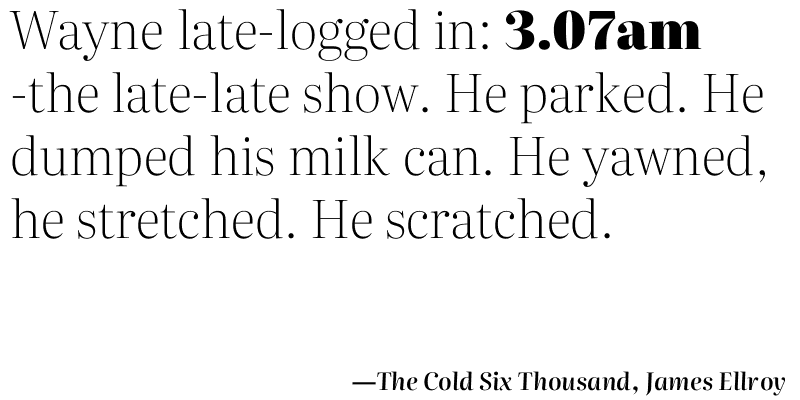 Wayne late-logged in: 3.07am
-the late-late show. He parked. He
dumped his milk can. He yawned,
he stretched. He scratched.
—The Cold Six Thousand, James Ellroy